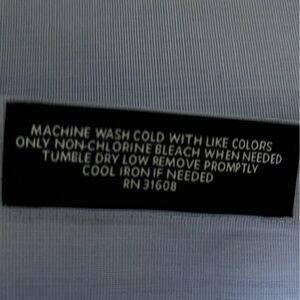 MACHINE WASH COLD WITH LIKE COLORS
ONLY NON-CHLORINE BLEACH WHEN NEEDED
TUMBLE DRY LOW REMOVE PROMPTLY
COOL IRON IF NEEDED
RN 31608